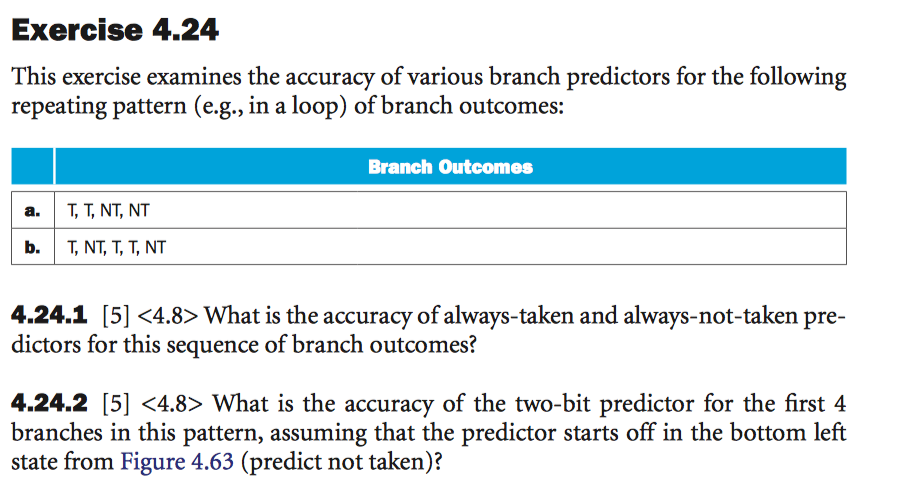 Exercise 4.24
This exercise examines the accuracy of various branch predictors for the following
repeating pattern (e.g., in a loop) of branch outcomes:
Branch Outcomes
a. T, T, NT, NT
b. T, NT, T, T, NT
4.24.1 [5] <4.8> What is the accuracy of always-taken and always-not-taken pre-
dictors for this sequence of branch outcomes?
4.24.2 [5] <4.8> What is the accuracy of the two-bit predictor for the first 4
branches in this pattern, assuming that the predictor starts off in the bottom left
state from Figure 4.63 (predict not taken)?